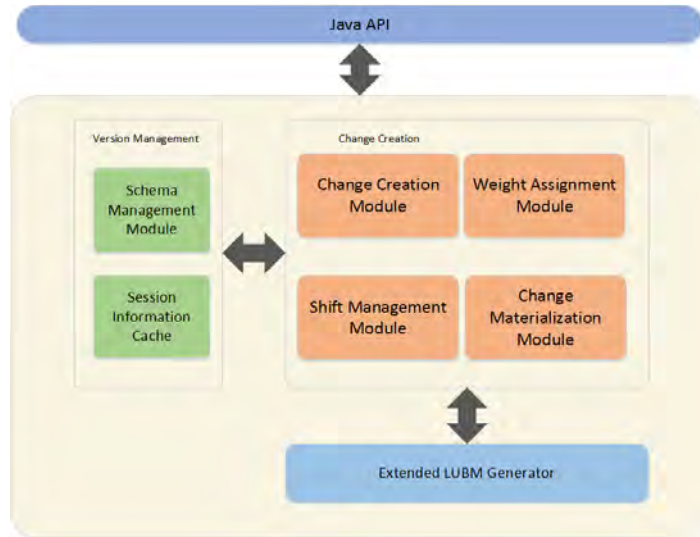 Java API
Version Management
Change Creation
Schema
Management
Module
Change Creation
Module
Weight Assignment
Module
Session
Information
Cache
Shift Management
Module
Change
Materialization
Module
Extended LUBM Generator